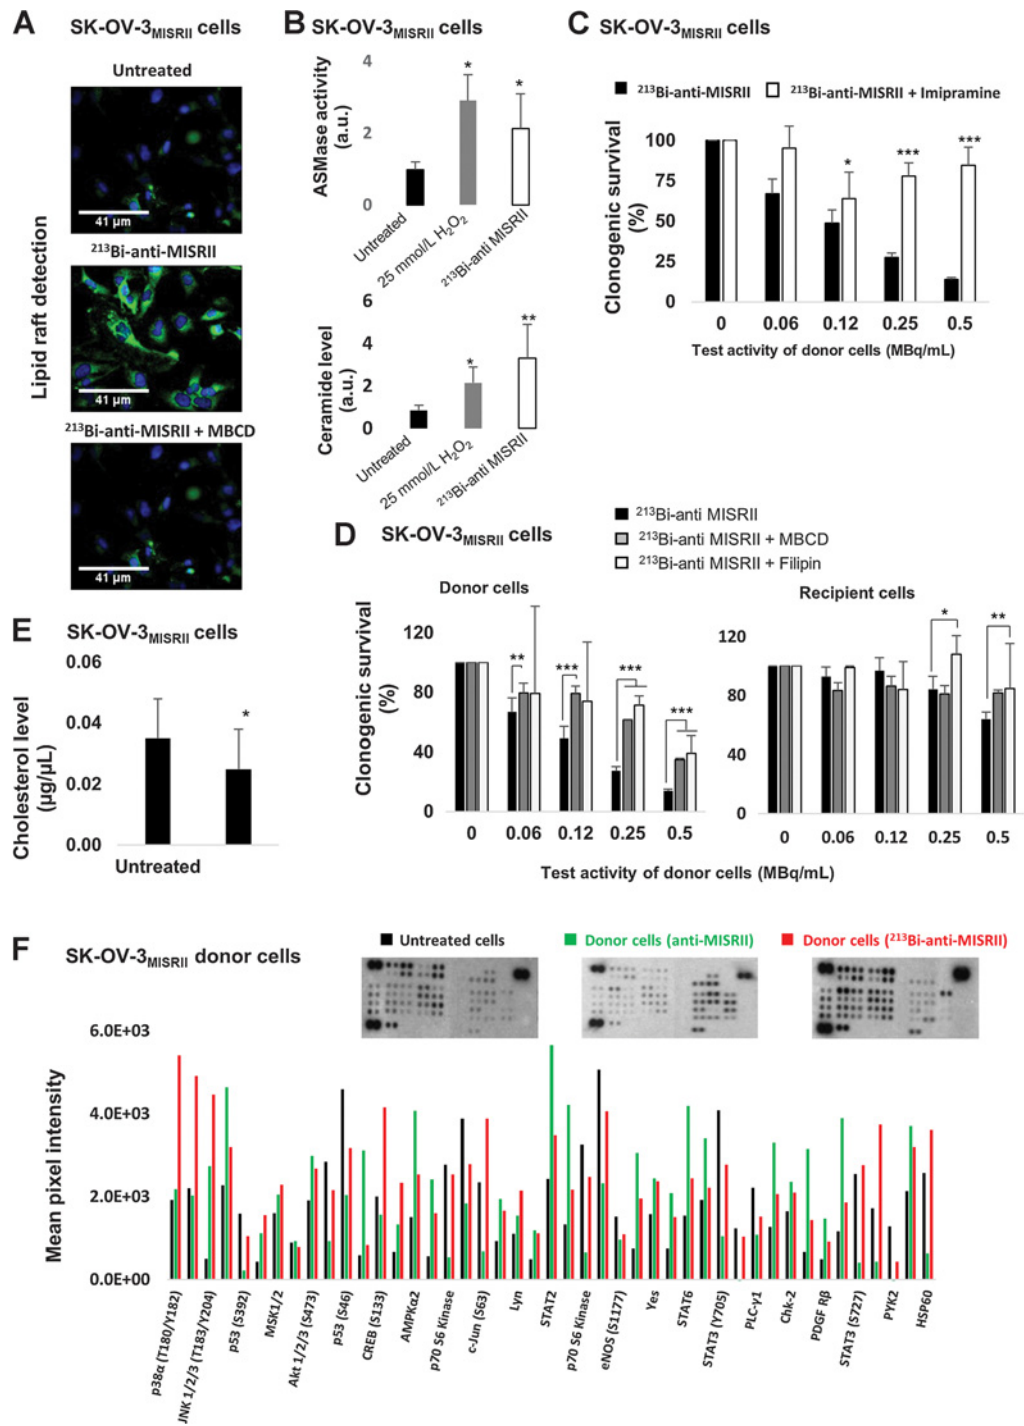 A SK-OV-3MISRII cells
Untreated
41 µm
213Bi-anti-MISRII
41 µm
213Bi-anti-MISRII + MBCD
41 µm
Lipid raft detection
B SK-OV-3MISRII cells
ASMase activity
(a.u.)
4
2
0
Untreated
25 mmol/L H2O2
213Bi-anti MISRII
* *
Ceramide level
(a.u.)
6
4
2
0
* **
Untreated
25 mmol/L H2O2
213Bi-anti MISRII
C SK-OV-3MISRII cells
213Bi-anti-MISRII 213Bi-anti-MISRII + Imipramine
Clonogenic survival
(%)
100
75
50
25
0
* *** ***
0 0.06 0.12 0.25 0.5
Test activity of donor cells (MBq/mL)
D SK-OV-3MISRII cells
213Bi-anti MISRII
213Bi-anti MISRII + MBCD
213Bi-anti MISRII + Filipin
Donor cells
Clonogenic survival
(%)
120
80
40
0
** *** *** ***
0 0.06 0.12 0.25 0.5
Recipient cells
120
80
40
0
* **
0 0.06 0.12 0.25 0.5
Test activity of donor cells (MBq/mL)
E SK-OV-3MISRII cells
Cholesterol level
(µg/µL)
0.06
0.04
0.02
0.00
*
Untreated
F SK-OV-3MISRII donor cells
Untreated cells Donor cells (anti-MISRII) Donor cells (213Bi-anti-MISRII)
Mean pixel intensity
6.0E+03
4.0E+03
2.0E+03
0.0E+00
p38α (T180/Y182)
JNK 1/2/3 (T183/Y204)
p53 (S392)
MSK1/2
Akt 1/2/3 (S473)
p53 (S46)
CREB (S133)
AMPKα2
p70 S6 Kinase
c-Jun (S63)
Lyn
STAT2
p70 S6 Kinase
eNOS (S1177)
Yes
STAT6
STAT3 (Y705)
PLC-γ1
Chk-2
PDGF Rβ
STAT3 (S727)
PYK2
HSP60